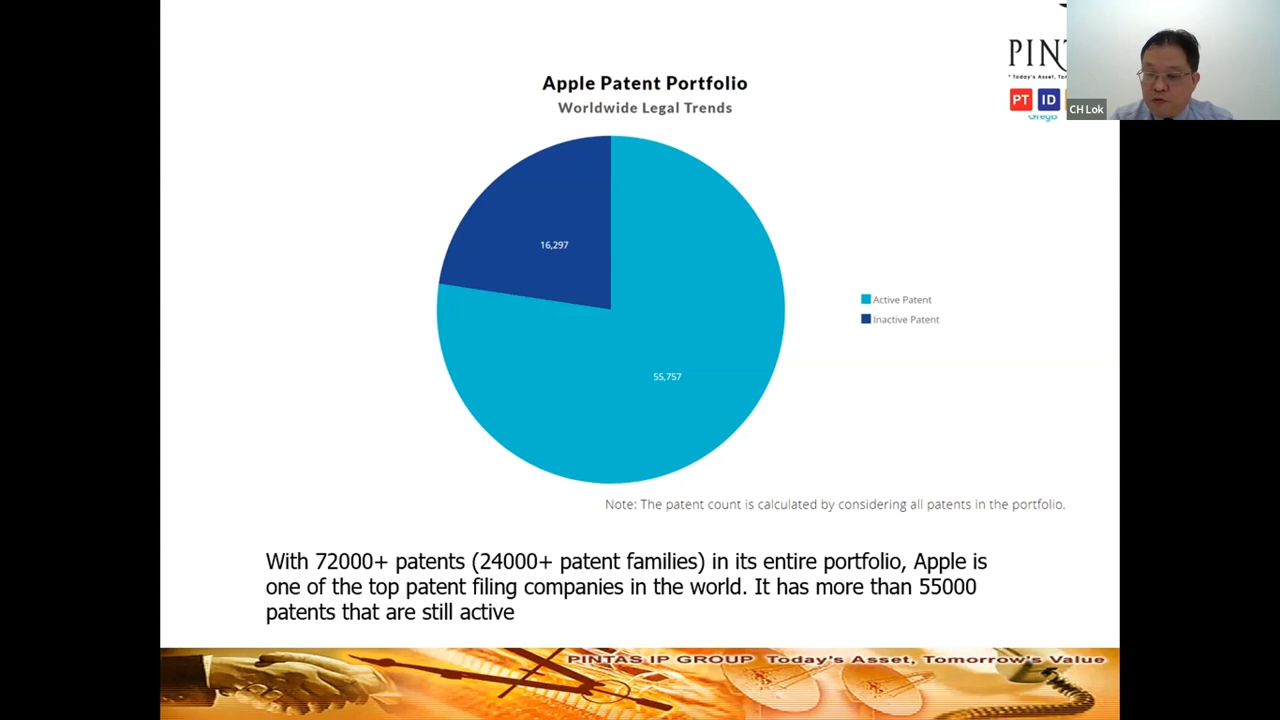 Apple Patent Portfolio
Worldwide Legal Trends
PIN
PT ID
CH Lok
16,297
55,757
Active Patent
Inactive Patent
Note: The patent count is calculated by considering all patents in the portfolio.
With 72000+ patents (24000+ patent families) in its entire portfolio, Apple is
one of the top patent filing companies in the world. It has more than 55000
patents that are still active
PINTAS IP GROUP Today's Asset, Tomorrow's Value